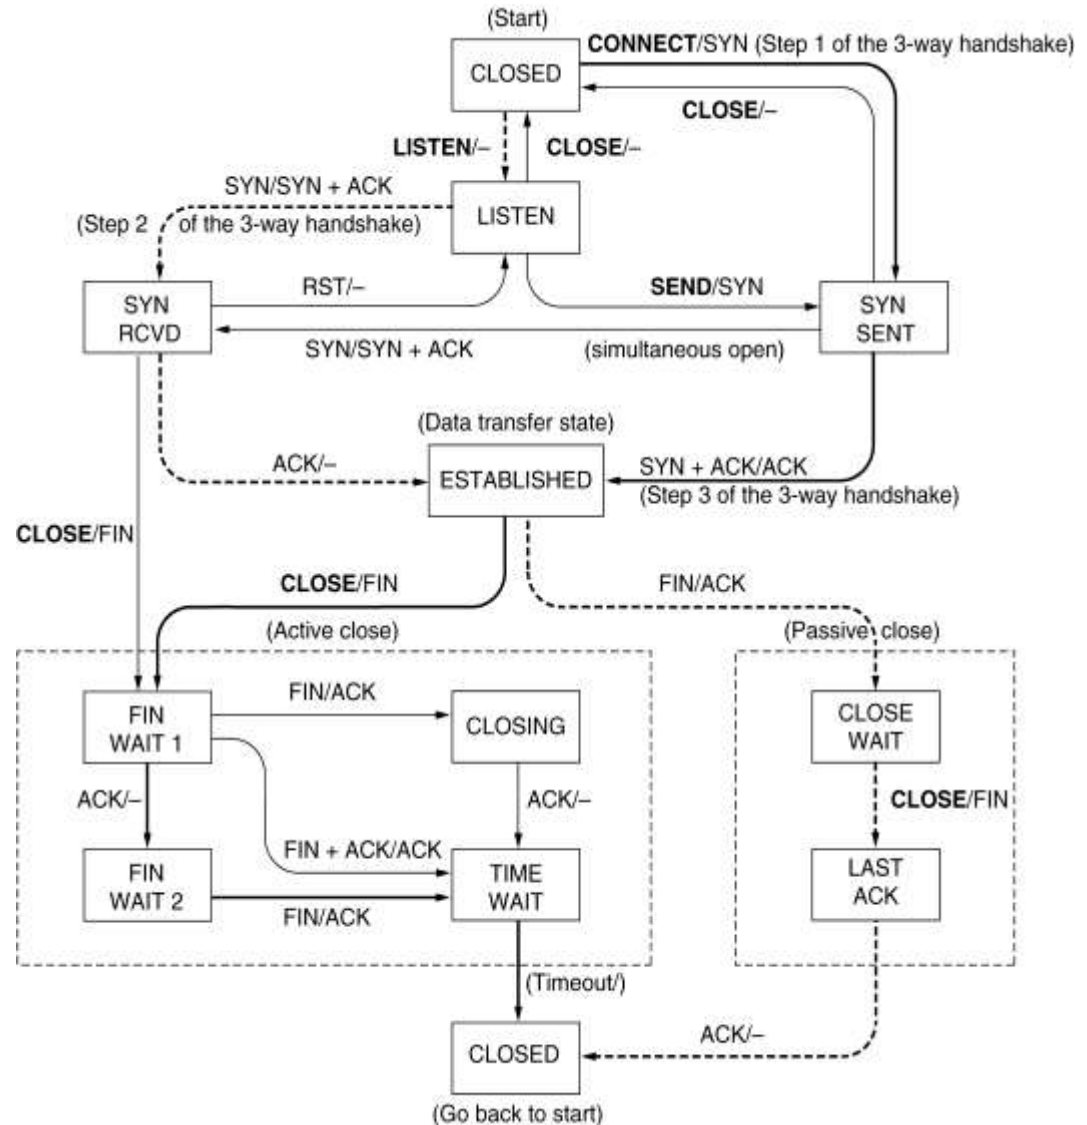 (Start)
CONNECT/SYN (Step 1 of the 3-way handshake)
CLOSED
CLOSE/–
LISTEN/–
CLOSE/–
SYN/SYN + ACK
(Step 2 of the 3-way handshake)
LISTEN
RST/–
SEND/SYN
SYN
RCVD
SYN
SENT
SYN/SYN + ACK
(simultaneous open)
(Data transfer state)
ACK/–
ESTABLISHED
SYN + ACK/ACK
(Step 3 of the 3-way handshake)
CLOSE/FIN
CLOSE/FIN
FIN/ACK
(Active close)
(Passive close)
FIN/ACK
FIN
WAIT 1
CLOSING
CLOSE
WAIT
ACK/–
ACK/–
CLOSE/FIN
FIN + ACK/ACK
FIN
WAIT 2
TIME
WAIT
LAST
ACK
FIN/ACK
(Timeout/)
ACK/–
CLOSED
(Go back to start)